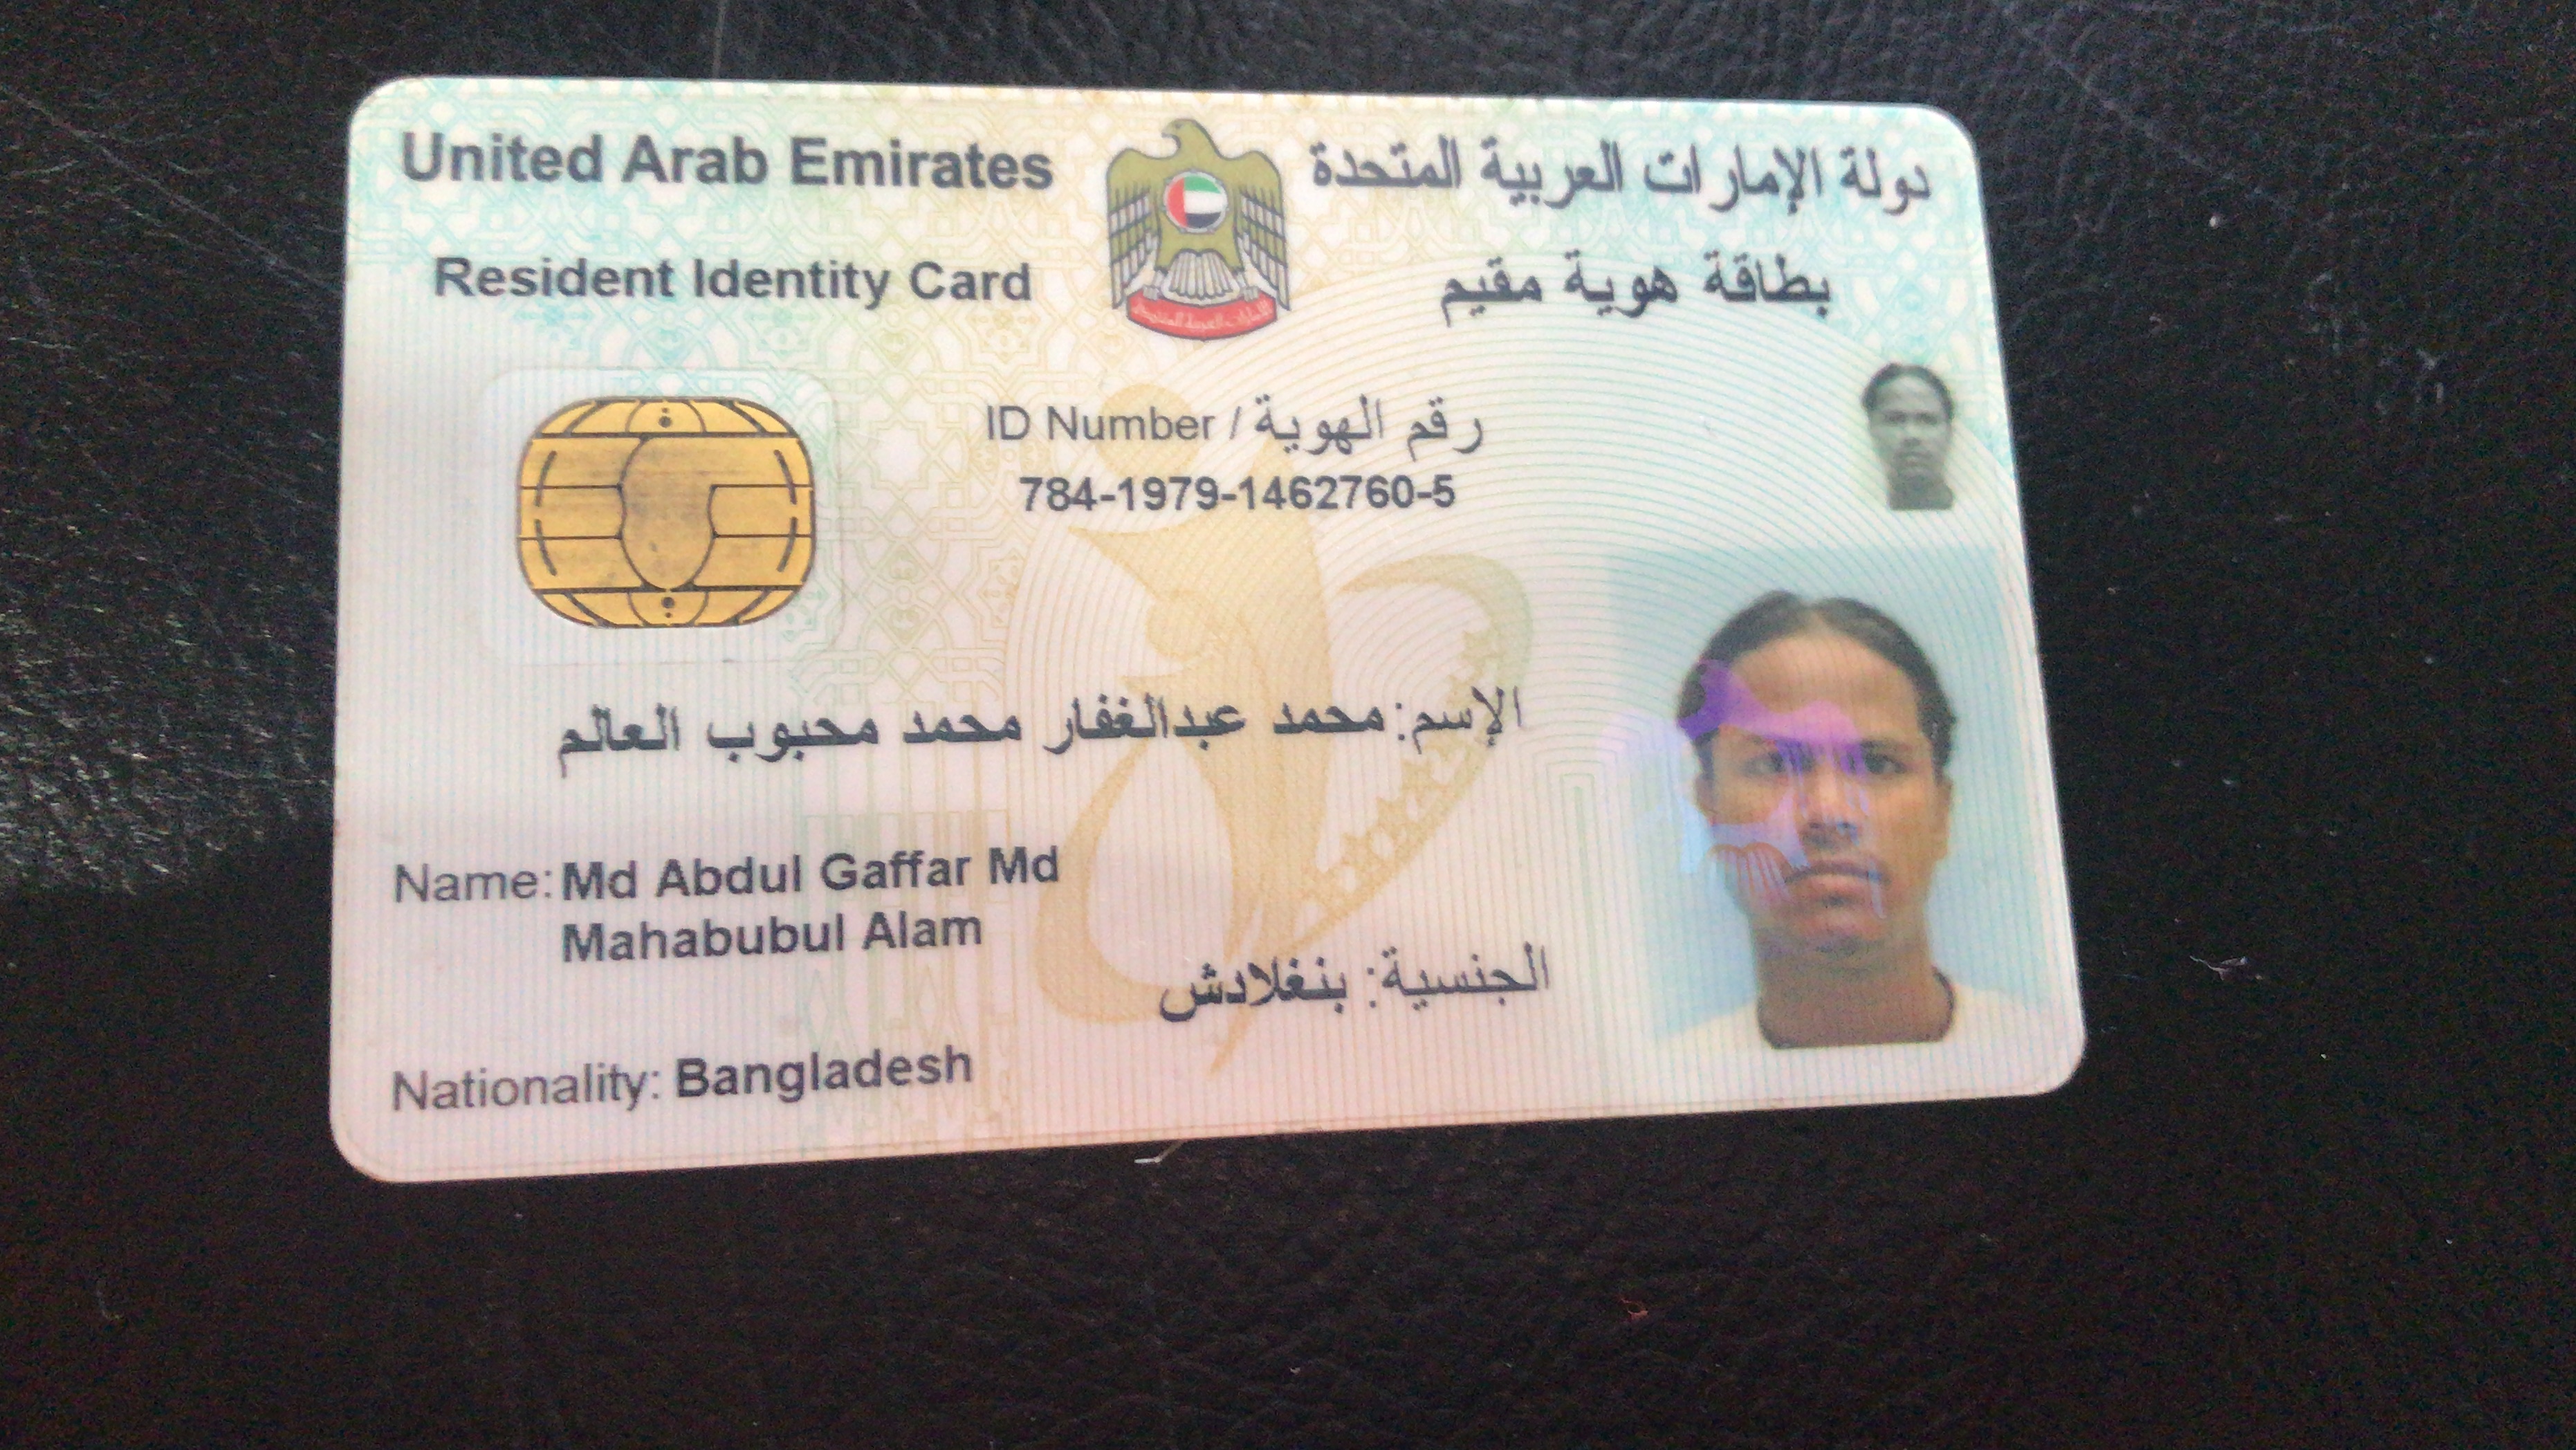 United Arab Emirates
دولة الإمارات العربية المتحدة
Resident Identity Card
بطاقة هوية مقيم
ID Number / رقم الهوية
784-1979-1462760-5
الإسم: محمد عبدالغفار محمد محبوب العالم
Name: Md Abdul Gaffar Md
Mahabubul Alam
الجنسية: بنغلادش
Nationality: Bangladesh